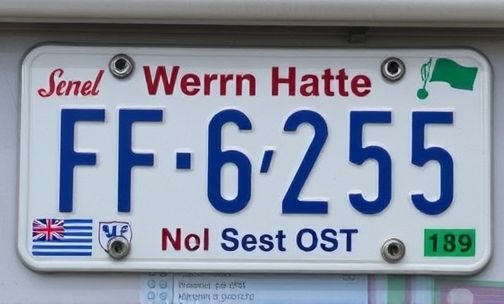 Senel Werrn Hatte
FF·6,255
Nol Sest OST 189